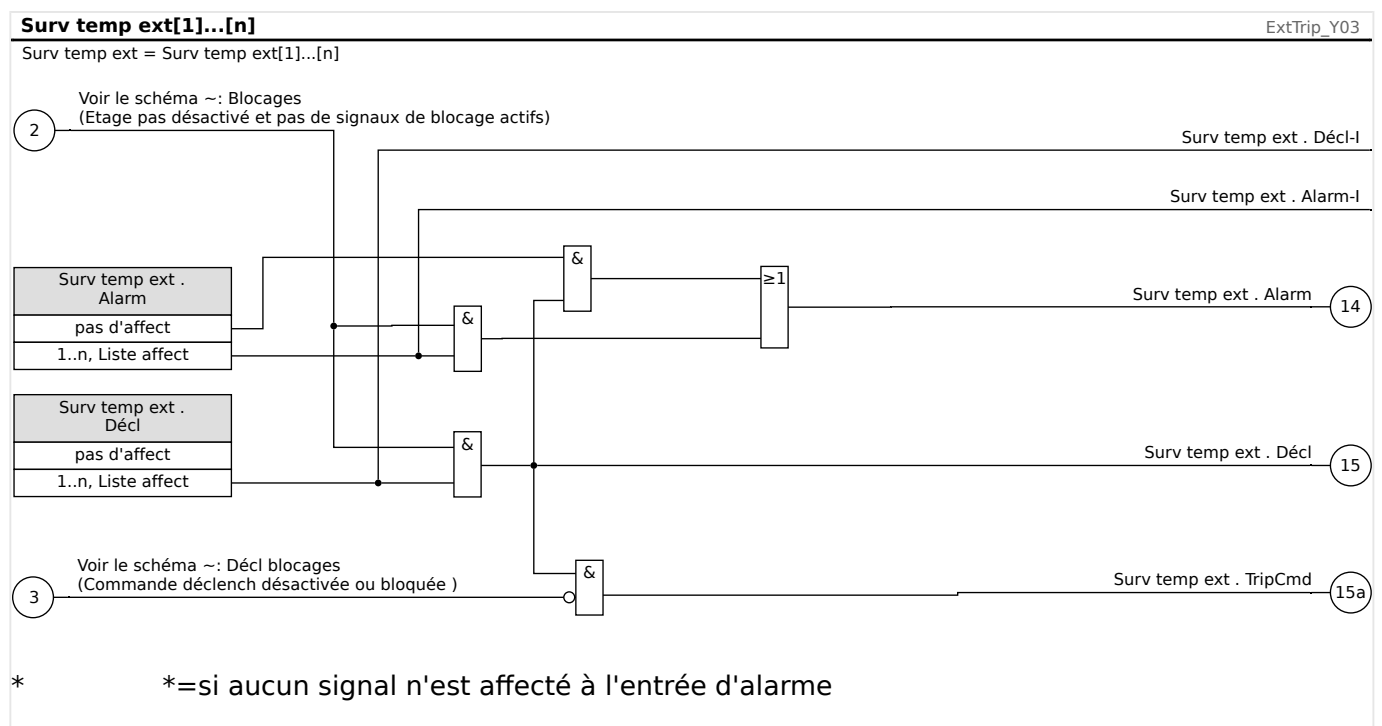 Surv temp ext[1]...[n]
ExtTrip_Y03
Surv temp ext = Surv temp ext[1]...[n]
Voir le schéma ~: Blocages
(Etage pas désactivé et pas de signaux de blocage actifs)
2
Surv temp ext . Décl-I
Surv temp ext . Alarm-I
&
Surv temp ext .
Alarm
≥1
Surv temp ext . Alarm
14
pas d'affect
&
1..n, Liste affect
Surv temp ext .
Décl
&
pas d'affect
Surv temp ext . Décl
15
1..n, Liste affect
Voir le schéma ~: Décl blocages
(Commande déclench désactivée ou bloquée )
3
&
Surv temp ext . TripCmd
15a
* *=si aucun signal n'est affecté à l'entrée d'alarme